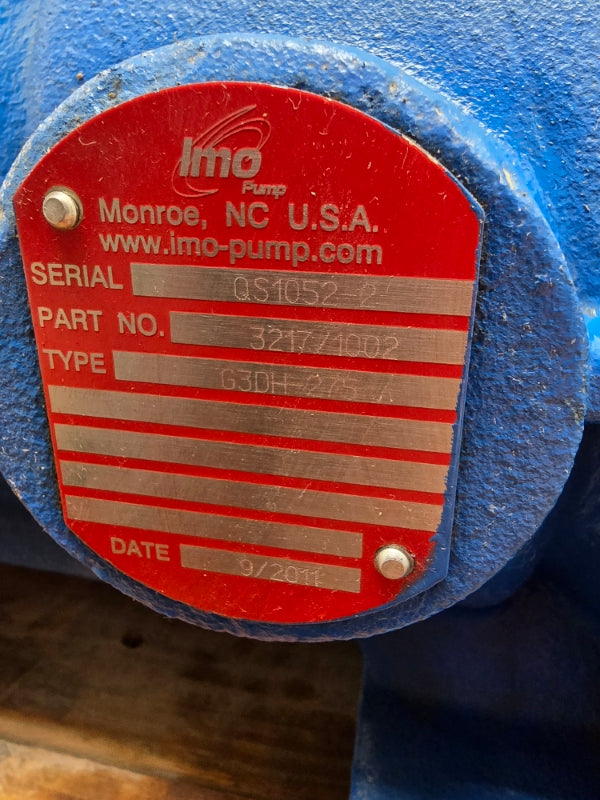 Imo
Pump
Monroe, NC U.S.A.
www.imo-pump.com
SERIAL QS1052-2
PART NO. 3217/1002
TYPE G3DH-275
DATE 9/2011